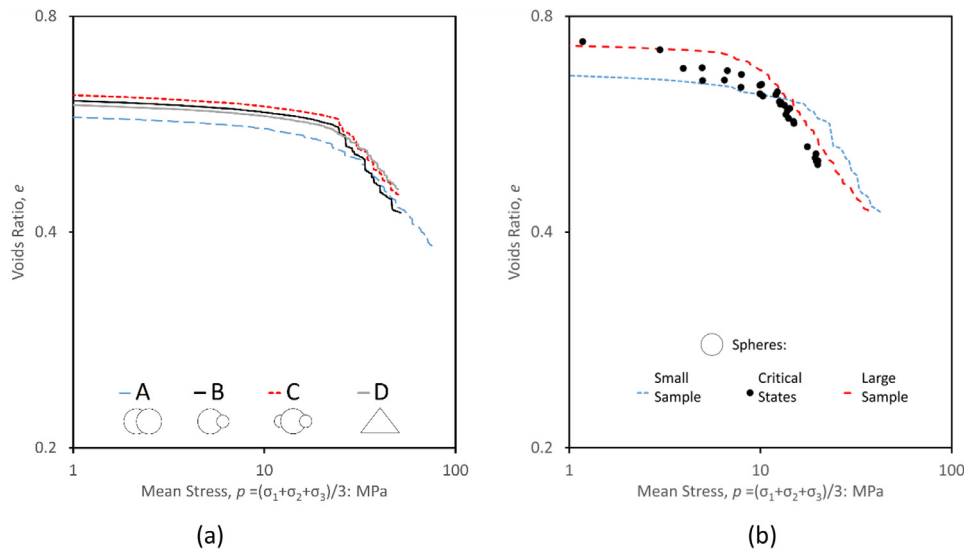 0.8
0.4
0.2
Voids Ratio, e
A
B
C
D
1
10
100
Mean Stress, p =(σ₁+σ₂+σ₃)/3: MPa
(a)
0.8
0.4
0.2
Voids Ratio, e
Spheres:
Small
Sample
Critical
States
Large
Sample
1
10
100
Mean Stress, p =(σ₁+σ₂+σ₃)/3: MPa
(b)